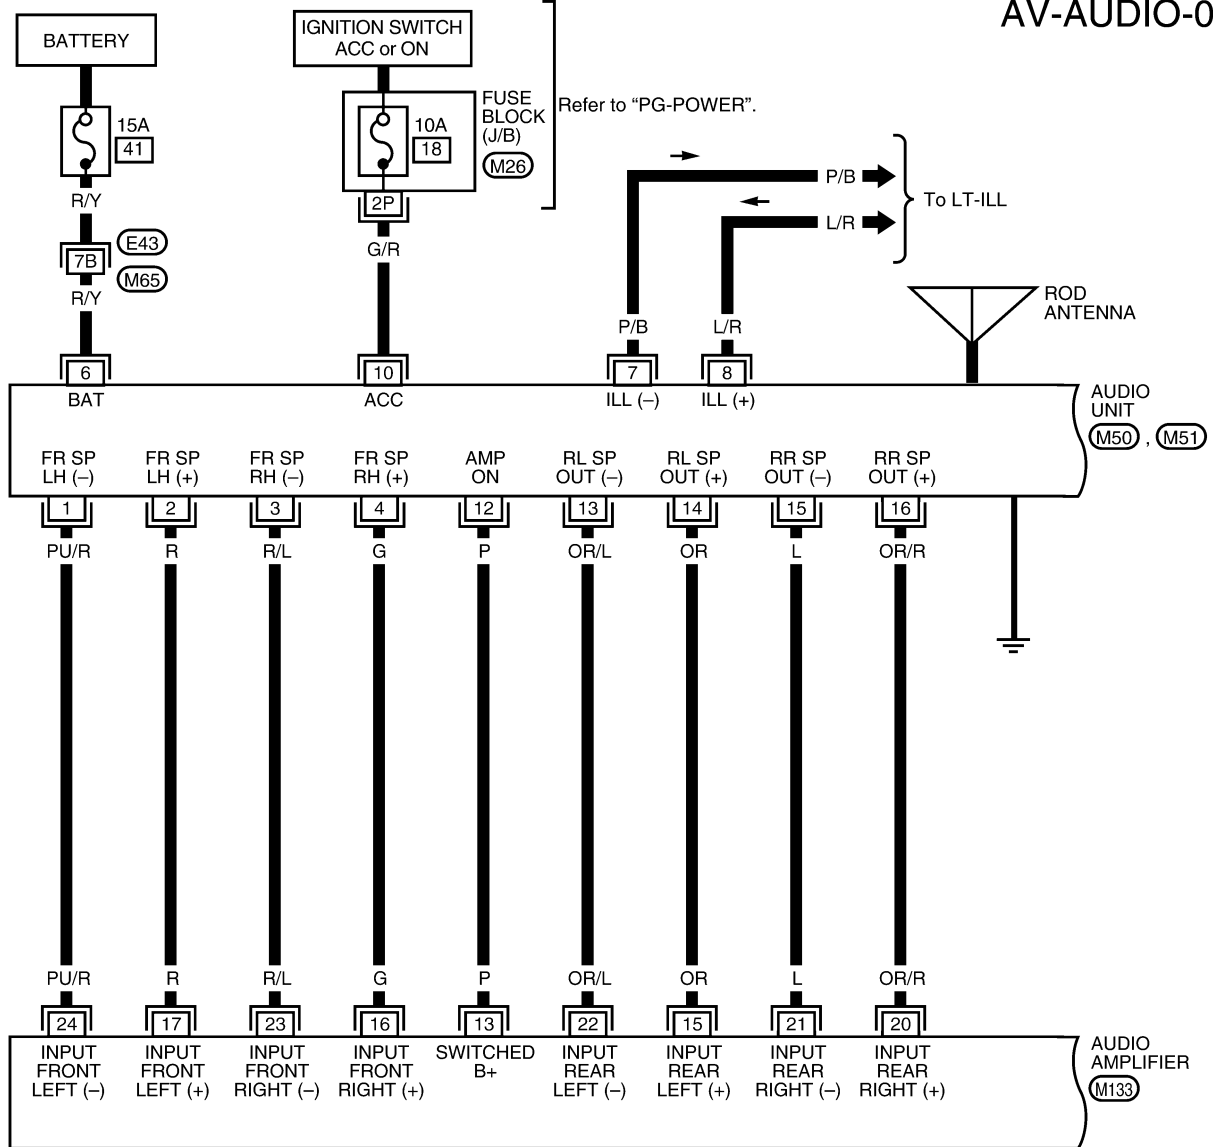 AV-AUDIO-0
BATTERY
IGNITION SWITCH
ACC or ON
15A
41
10A
18
FUSE
BLOCK
(J/B)
M26
Refer to “PG-POWER”.
R/Y
2P
G/R
7B
E43
M65
R/Y
P/B
L/R
To LT-ILL
P/B
L/R
ROD
ANTENNA
6
10
7
8
BAT
ACC
ILL (–)
ILL (+)
AUDIO
UNIT
M50 , M51
FR SP
LH (–)
FR SP
LH (+)
FR SP
RH (–)
FR SP
RH (+)
AMP
ON
RL SP
OUT (–)
RL SP
OUT (+)
RR SP
OUT (–)
RR SP
OUT (+)
1
2
3
4
12
13
14
15
16
PU/R
R
R/L
G
P
OR/L
OR
L
OR/R
PU/R
R
R/L
G
P
OR/L
OR
L
OR/R
24
17
23
16
13
22
15
21
20
INPUT
FRONT
LEFT (–)
INPUT
FRONT
LEFT (+)
INPUT
FRONT
RIGHT (–)
INPUT
FRONT
RIGHT (+)
SWITCHED
B+
INPUT
REAR
LEFT (–)
INPUT
REAR
LEFT (+)
INPUT
REAR
RIGHT (–)
INPUT
REAR
RIGHT (+)
AUDIO
AMPLIFIER
M133